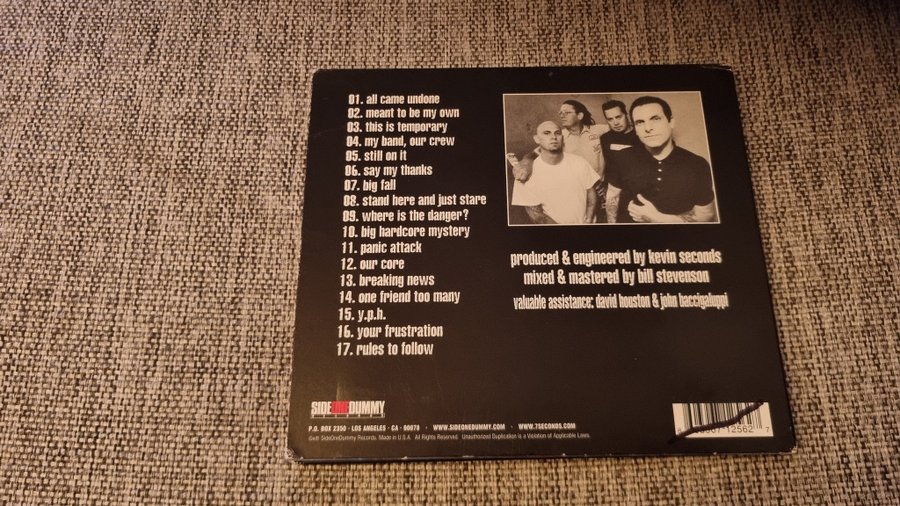 01. all came undone
02. meant to be my own
03. this is temporary
04. my band, our crew
05. still on it
06. say my thanks
07. big fall
08. stand here and just stare
09. where is the danger?
10. big hardcore mystery
11. panic attack
12. our core
13. breaking news
14. one friend too many
15. y.p.h.
16. your frustration
17. rules to follow
produced & engineered by kevin seconds
mixed & mastered by bill stevenson
valuable assistance: david houston & john baccigaluppi
SIDEONEDUMMY
P.O. BOX 2350 · LOS ANGELES · CA · 90078 · WWW.SIDEONEDUMMY.COM · WWW.7SECONDS.COM
SideOneDummy Records. Made in U.S.A. All Rights Reserved. Unauthorized Duplication is a Violation of Applicable Laws.
12562 7